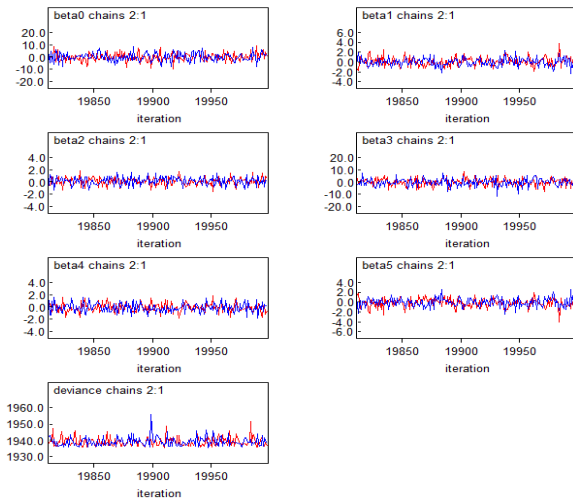 beta0 chains 2:1
20.0
10.0
0.0
-10.0
-20.0
19850 19900 19950
iteration
beta1 chains 2:1
6.0
4.0
2.0
0.0
-2.0
-4.0
19850 19900 19950
iteration
beta2 chains 2:1
4.0
2.0
0.0
-2.0
-4.0
19850 19900 19950
iteration
beta3 chains 2:1
20.0
10.0
0.0
-10.0
-20.0
19850 19900 19950
iteration
beta4 chains 2:1
4.0
2.0
0.0
-2.0
-4.0
19850 19900 19950
iteration
beta5 chains 2:1
4.0
2.0
0.0
-2.0
-4.0
-6.0
19850 19900 19950
iteration
deviance chains 2:1
1960.0
1950.0
1940.0
1930.0
19850 19900 19950
iteration